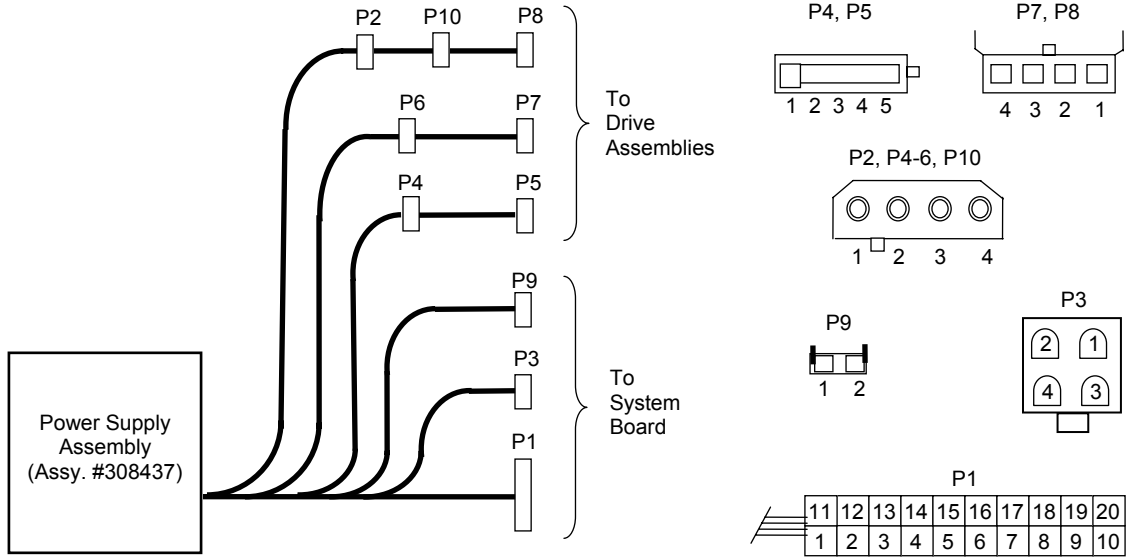 P2 P10 P8
P6 P7
P4 P5
To
Drive
Assemblies
P9
P3
P1
To
System
Board
Power Supply
Assembly
(Assy. #308437)
P4, P5
1 2 3 4 5
P7, P8
4 3 2 1
P2, P4-6, P10
1 2 3 4
P9
1 2
P3
2 1
4 3
P1
11 12 13 14 15 16 17 18 19 20
1 2 3 4 5 6 7 8 9 10